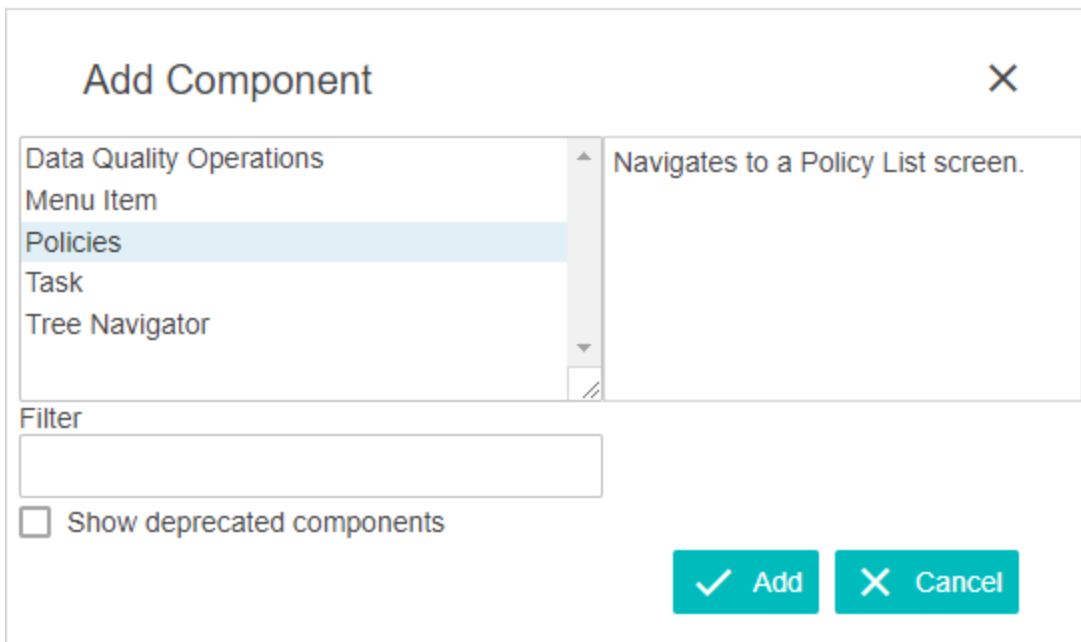 Add Component
Data Quality Operations
Menu Item
Policies
Task
Tree Navigator
Navigates to a Policy List screen.
Filter
Show deprecated components
Add
Cancel